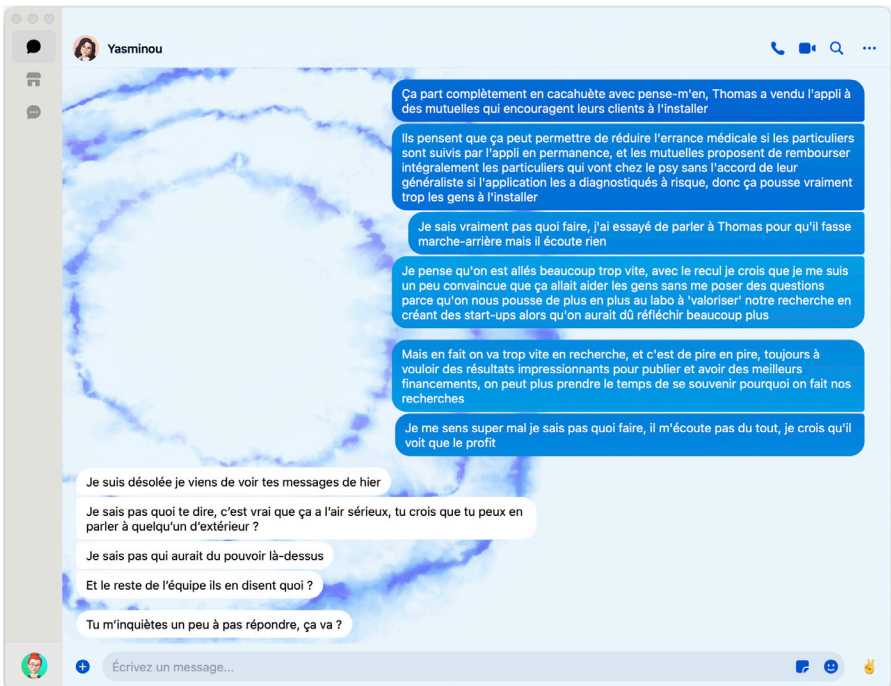 Yasminou
Ça part complètement en cacahuète avec pense-m'en, Thomas a vendu l'appli à
des mutuelles qui encouragent leurs clients à l'installer
Ils pensent que ça peut permettre de réduire l'errance médicale si les particuliers
sont suivis par l'appli en permanence, et les mutuelles proposent de rembourser
intégralement les particuliers qui vont chez le psy sans l'accord de leur
généraliste si l'application les a diagnostiqués à risque, donc ça pousse vraiment
trop les gens à l'installer
Je sais vraiment pas quoi faire, j'ai essayé de parler à Thomas pour qu'il fasse
marche-arrière mais il écoute rien
Je pense qu'on est allés beaucoup trop vite, avec le recul je crois que je me suis
un peu convaincue que ça allait aider les gens sans me poser des questions
parce qu'on nous pousse de plus en plus au labo à 'valoriser' notre recherche en
créant des start-ups alors qu'on aurait dû réfléchir beaucoup plus
Mais en fait on va trop vite en recherche, et c'est de pire en pire, toujours à
vouloir des résultats impressionnants pour publier et avoir des meilleurs
financements, on peut plus prendre le temps de se souvenir pourquoi on fait nos
recherches
Je me sens super mal je sais pas quoi faire, il m'écoute pas du tout, je crois qu'il
voit que le profit
Je suis désolée je viens de voir tes messages de hier
Je sais pas quoi te dire, c’est vrai que ça a l’air sérieux, tu crois que tu peux en
parler à quelqu’un d’extérieur ?
Je sais pas qui aurait du pouvoir là-dessus
Et le reste de l’équipe ils en disent quoi ?
Tu m’inquiètes un peu à pas répondre, ça va ?
Écrivez un message...